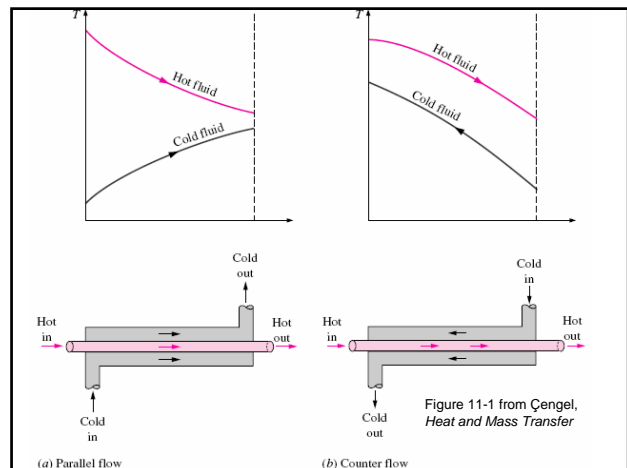 T
Hot fluid
Cold fluid
T
Hot fluid
Cold fluid
Cold
out
Hot
in
Hot
out
Cold
in
(a) Parallel flow
Cold
in
Hot
in
Hot
out
Cold
out
(b) Counter flow
Figure 11-1 from Çengel,
Heat and Mass Transfer